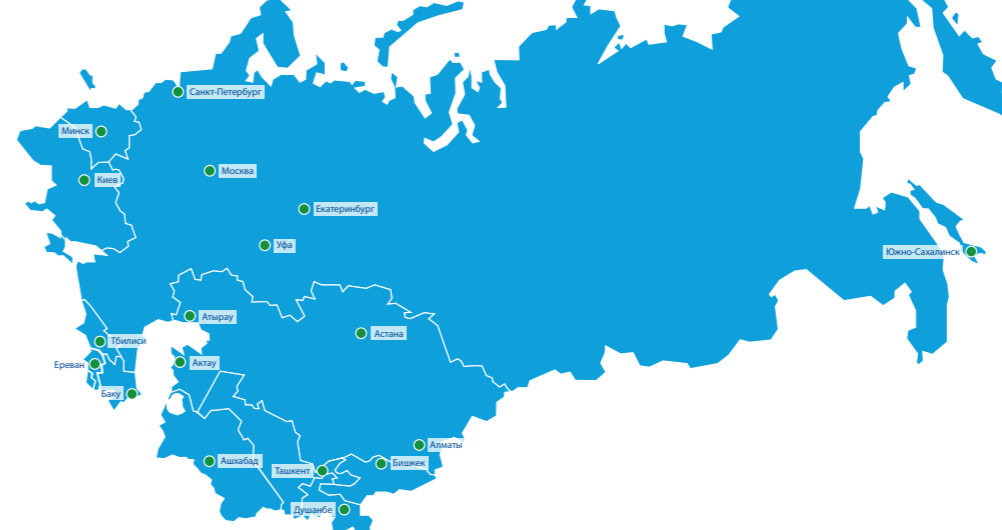 Санкт-Петербург
Минск
Москва
Киев
Екатеринбург
Уфа
Южно-Сахалинск
Атырау
Астана
Тбилиси
Ереван
Актау
Баку
Алматы
Ашхабад
Бишкек
Ташкент
Душанбе